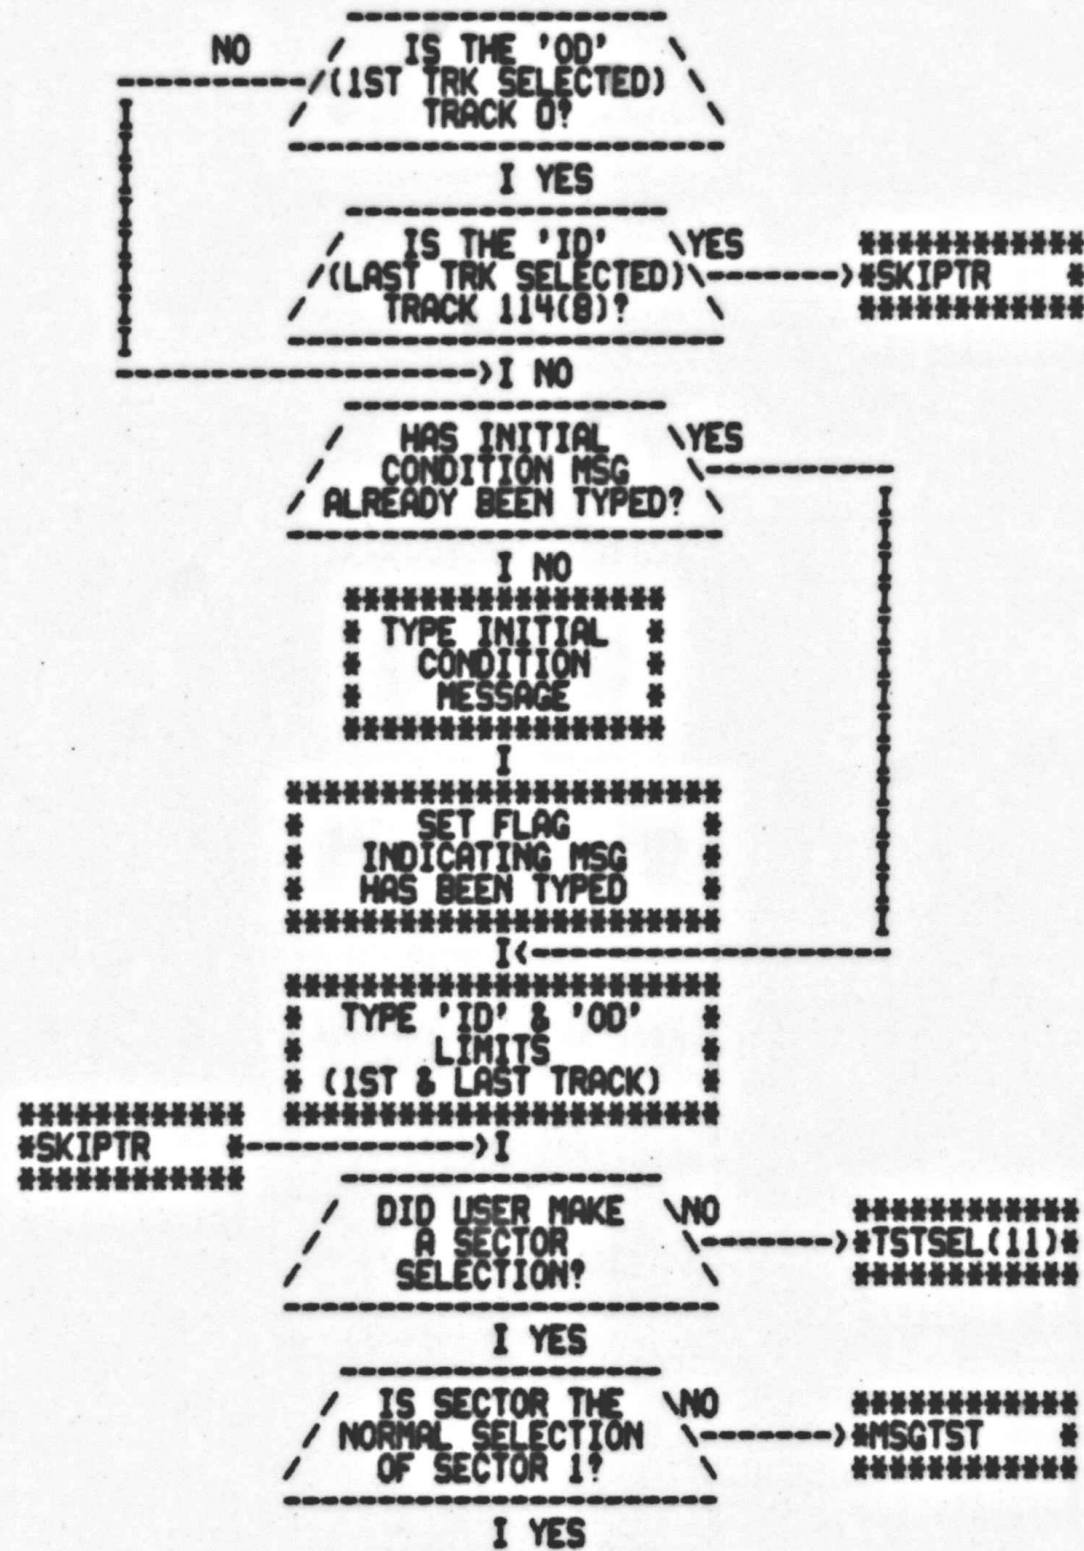 NO
IS THE 'OD'
(1ST TRK SELECTED)
TRACK 0?
I YES
IS THE 'ID' YES
(LAST TRK SELECTED) *SKIPTR *
TRACK 114(8)?
I NO
HAS INITIAL YES
CONDITION MSG
ALREADY BEEN TYPED?
I NO
* TYPE INITIAL *
* CONDITION *
* MESSAGE *
I
* SET FLAG *
* INDICATING MSG *
* HAS BEEN TYPED *
I<
* TYPE 'ID' & 'OD' *
* LIMITS *
* (1ST & LAST TRACK) *
*SKIPTR *------------>I
DID USER MAKE NO
A SECTOR *TSTSEL(11)*
SELECTION?
I YES
IS SECTOR THE NO
NORMAL SELECTION *MSGTST *
OF SECTOR 1?
I YES